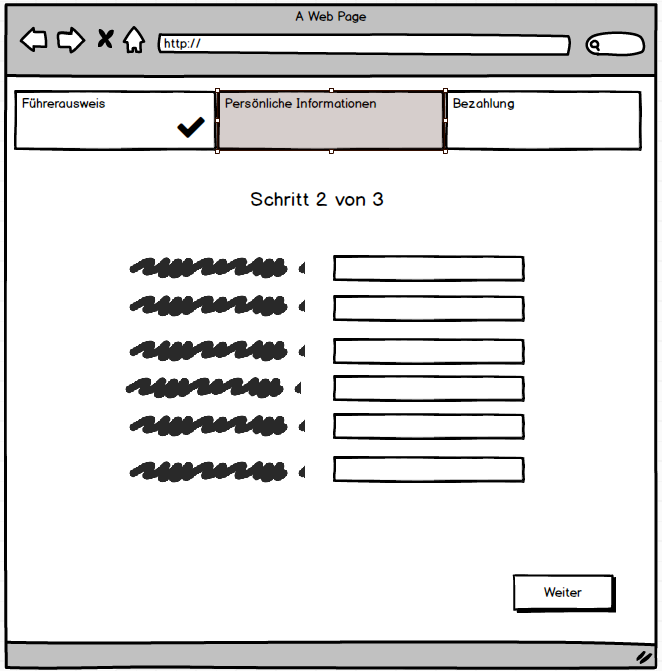 A Web Page
http://
Führerausweis
Persönliche Informationen
Bezahlung
Schritt 2 von 3
Weiter